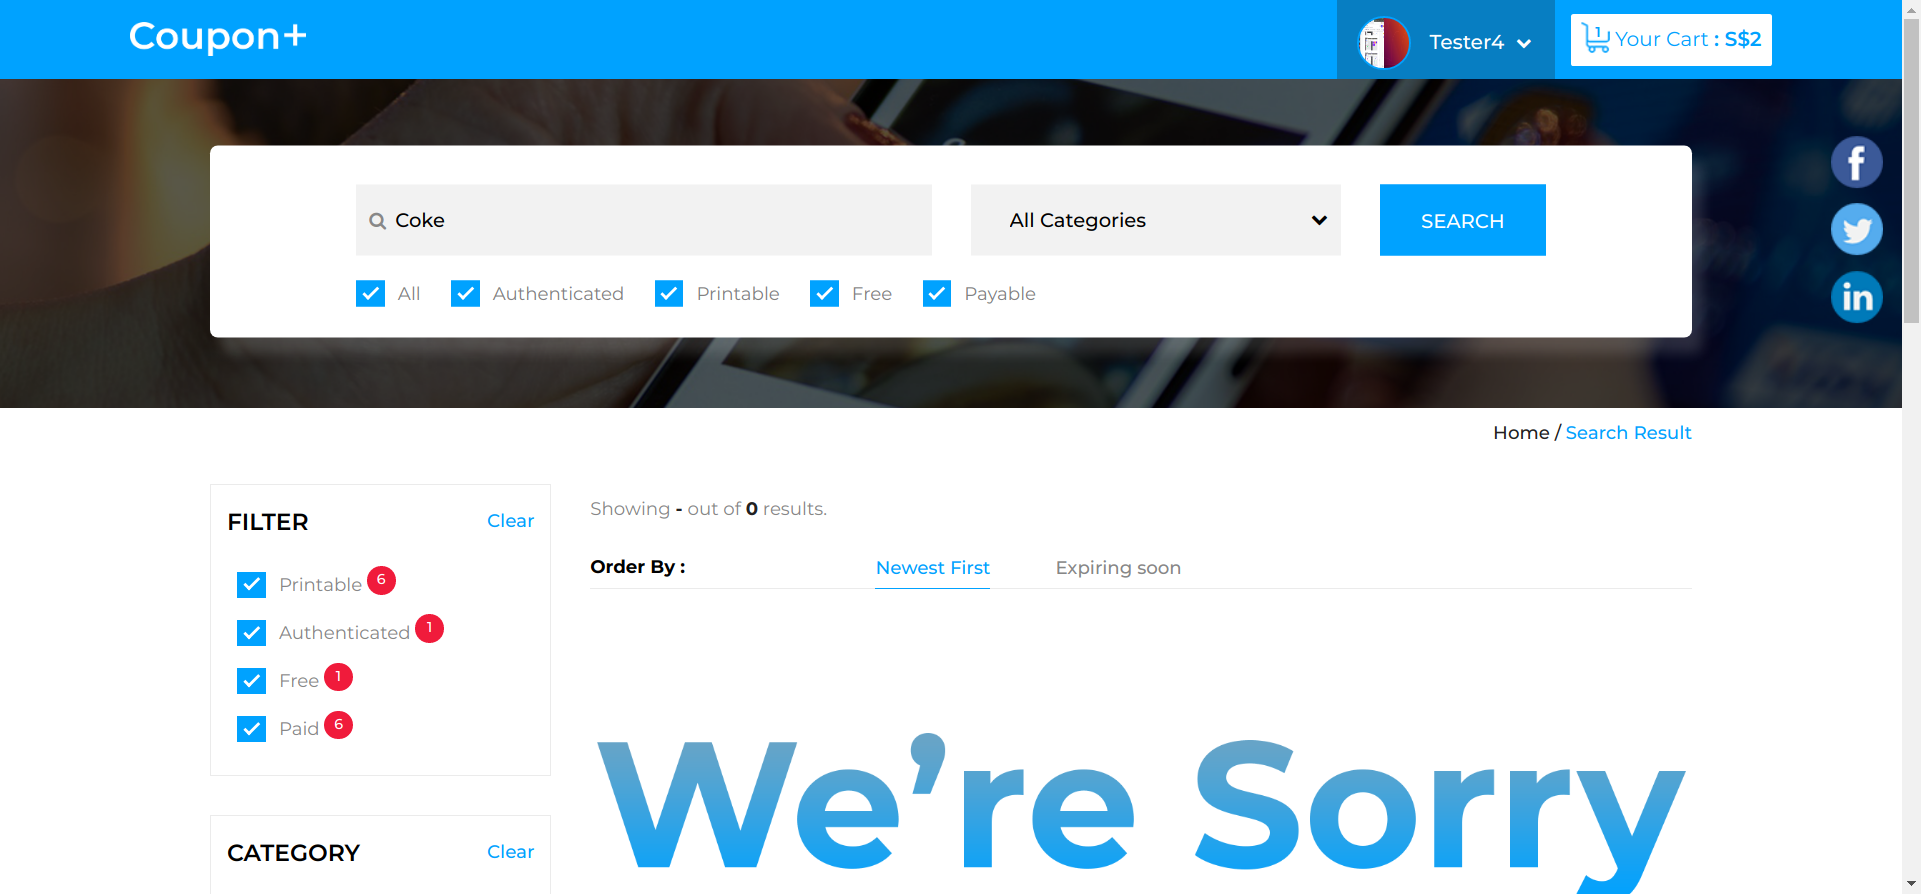 Coupon+
Tester4
1 Your Cart : S$2
Coke
All Categories
SEARCH
All
Authenticated
Printable
Free
Payable
Home / Search Result
FILTER
Clear
Printable 6
Authenticated 1
Free 1
Paid 6
CATEGORY
Clear
Showing - out of 0 results.
Order By :
Newest First
Expiring soon
We're Sorry